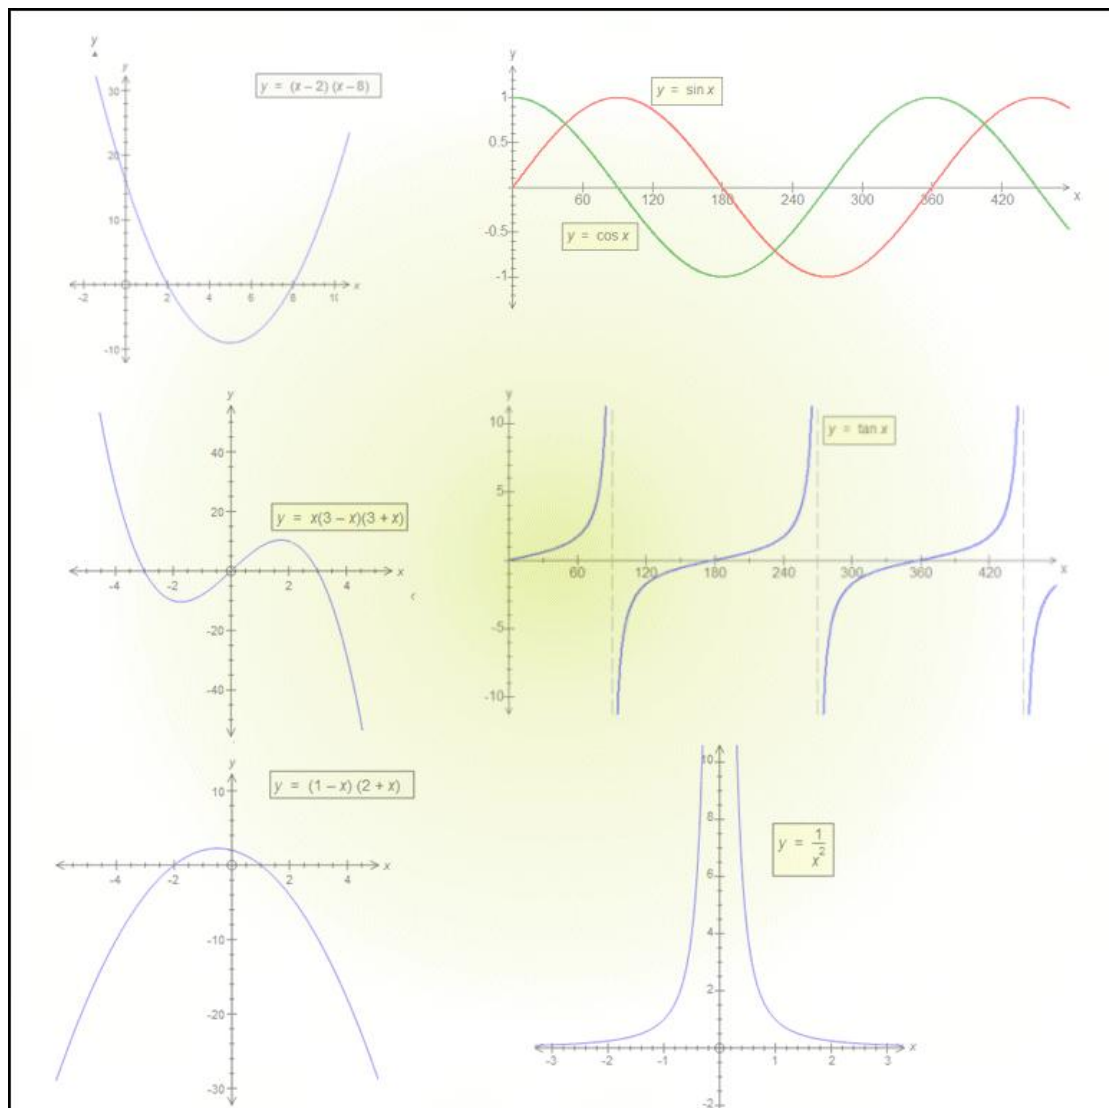 y
y
y = (x – 2) (x – 8)
30
20
10
-2
2
4
6
8
10
x
-10
y
y = sin x
1
0.5
60
120
180
240
300
360
420
x
-0.5
y = cos x
-1
y
40
20
y = x(3 – x)(3 + x)
-4
-2
2
4
x
-20
-40
y
10
y = tan x
5
60
120
180
240
300
360
420
x
-5
-10
y
10
y = (1 – x) (2 + x)
-2
2
4
x
-10
-20
-30
y
10
8
y = 1/x²
6
4
2
-3
-2
-1
1
2
3
x
-2